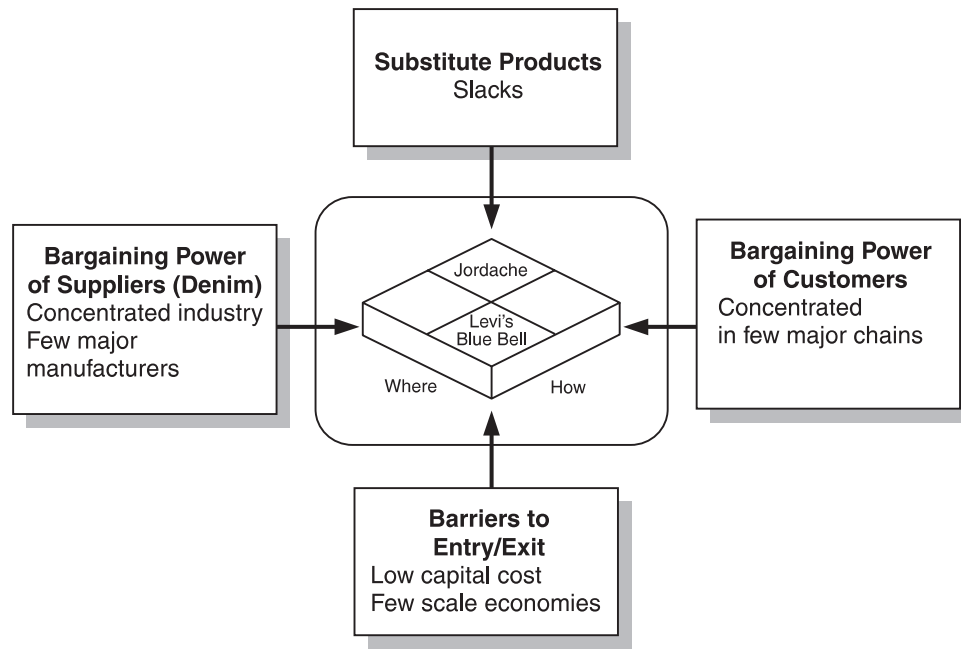 Substitute Products
Slacks
Bargaining Power
of Suppliers (Denim)
Concentrated industry
Few major
manufacturers
Jordache
Levi's
Blue Bell
Where
How
Bargaining Power
of Customers
Concentrated
in few major chains
Barriers to
Entry/Exit
Low capital cost
Few scale economies